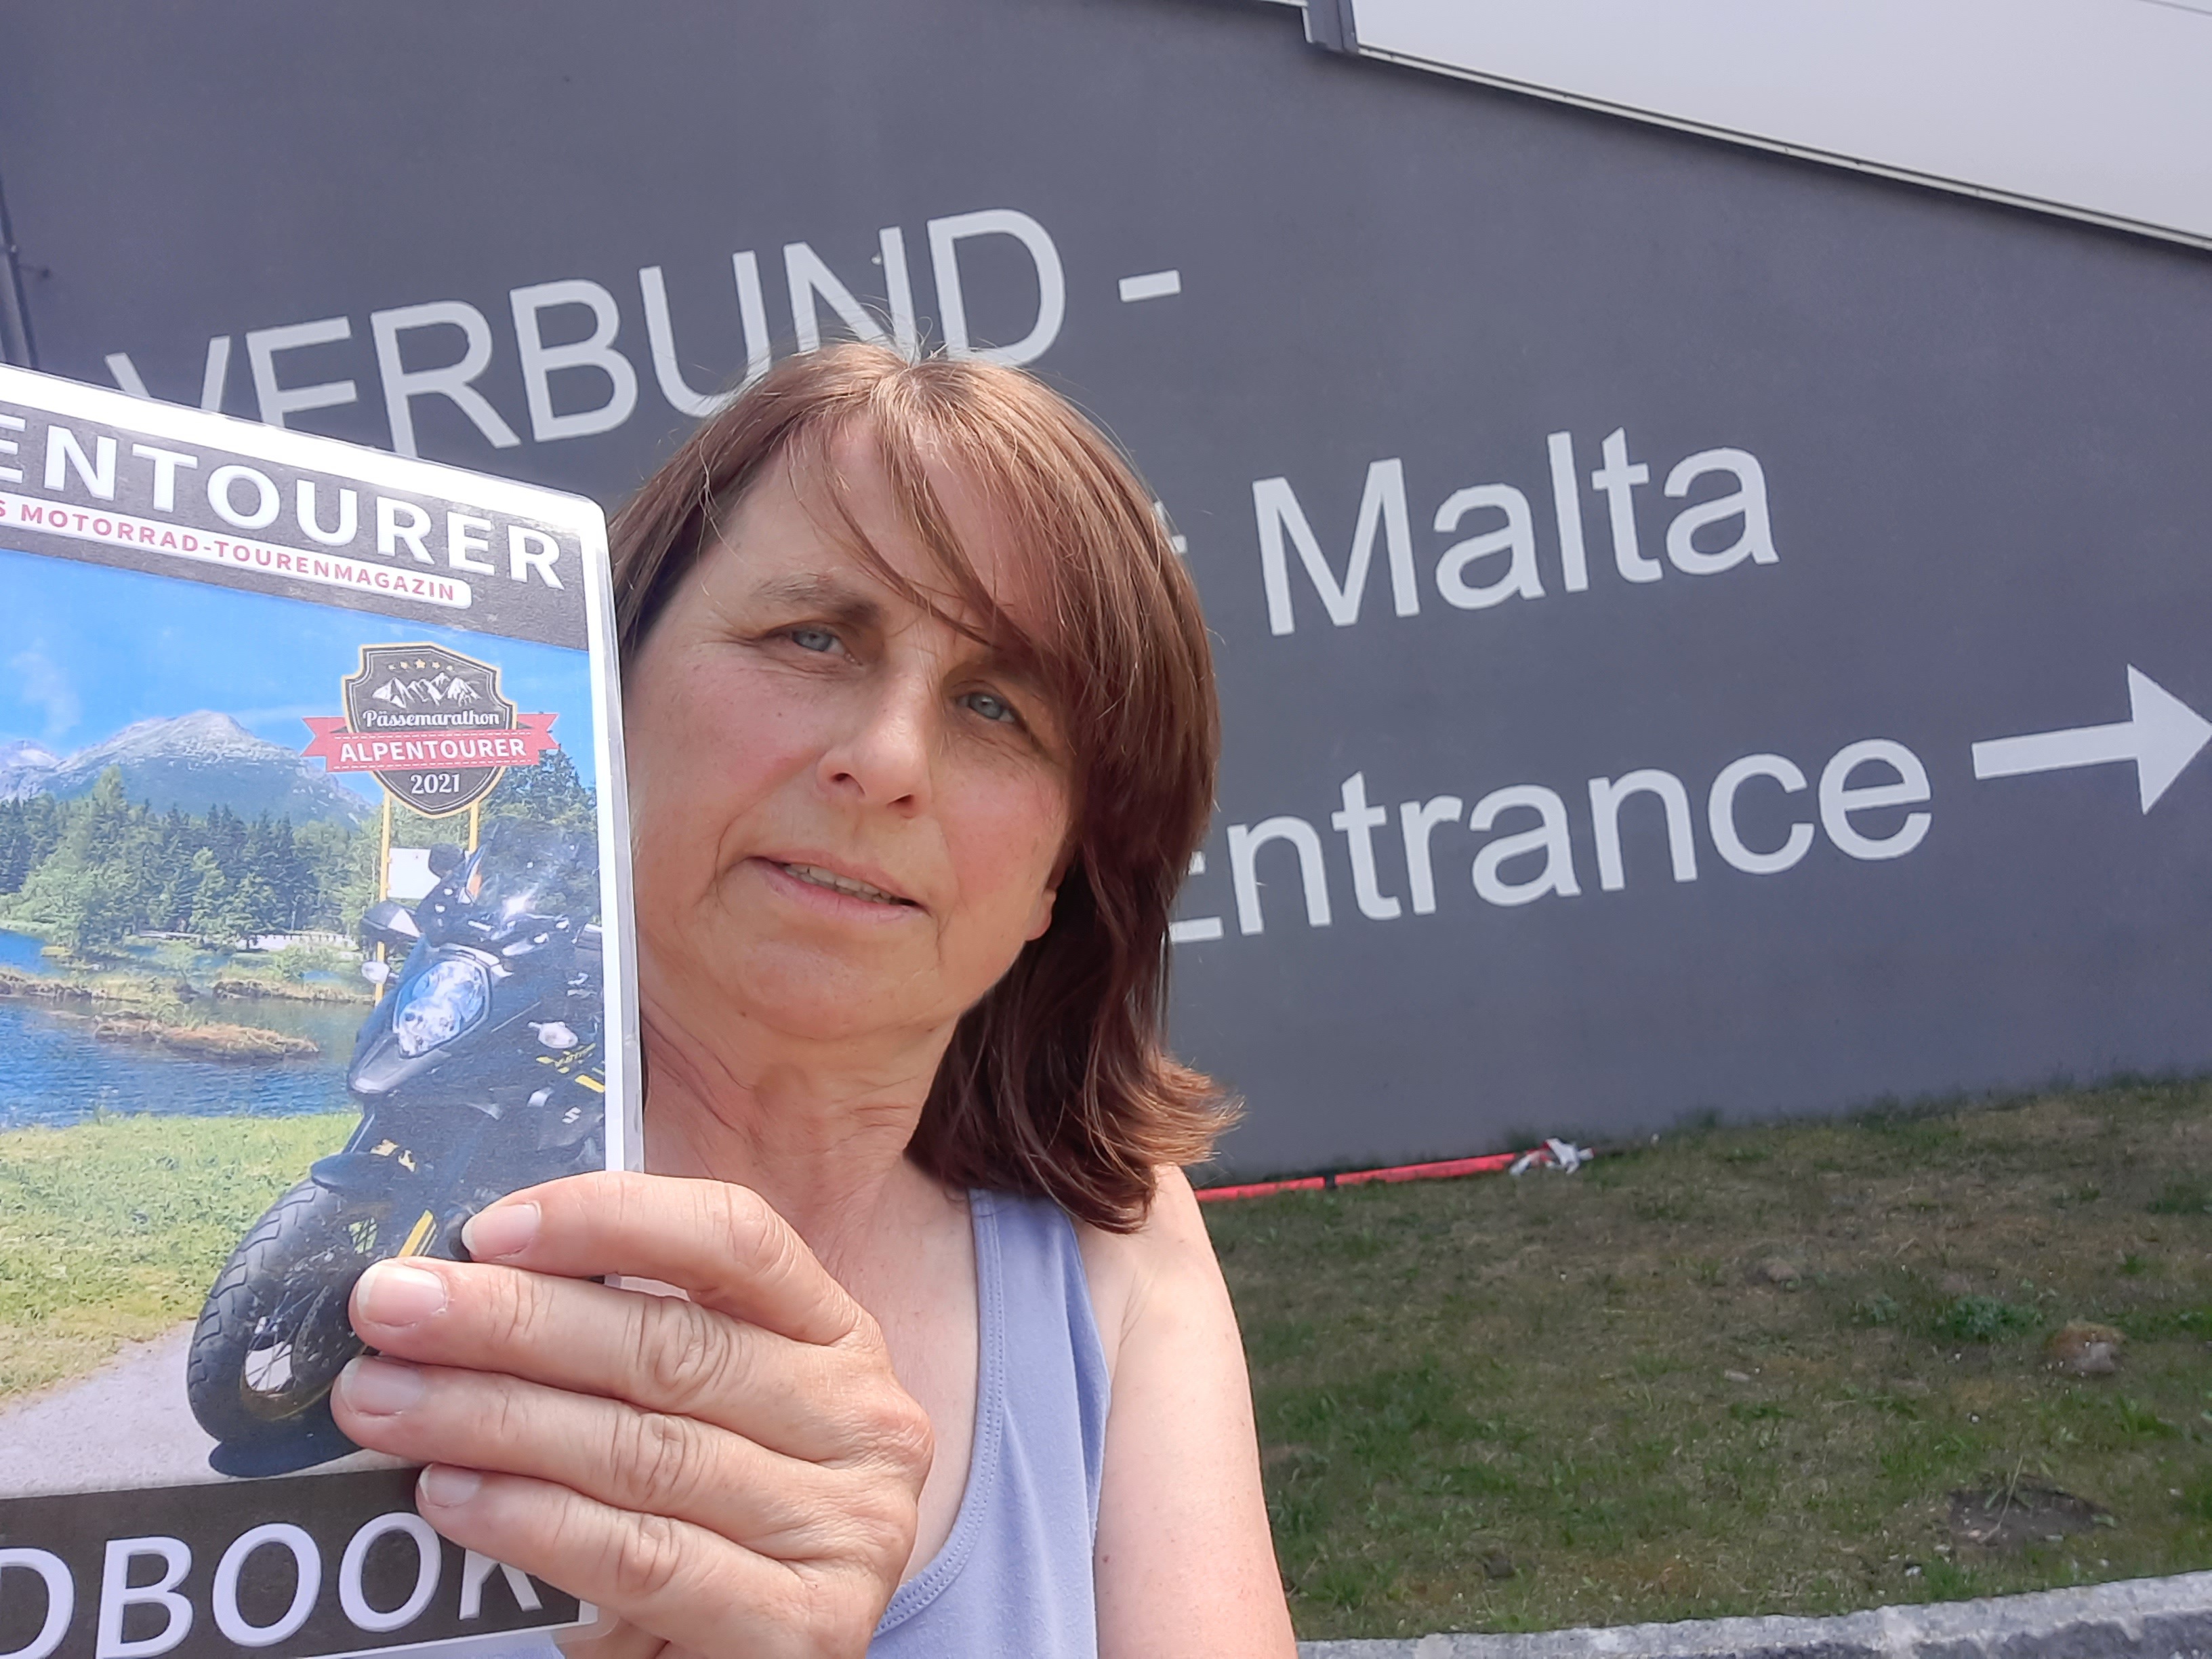 VERBUND -
Malta
Entrance
ENTOURER
S MOTORRAD-TOURENMAGAZIN
Pässemarathon
ALPENTOURER
2021
DBOOK